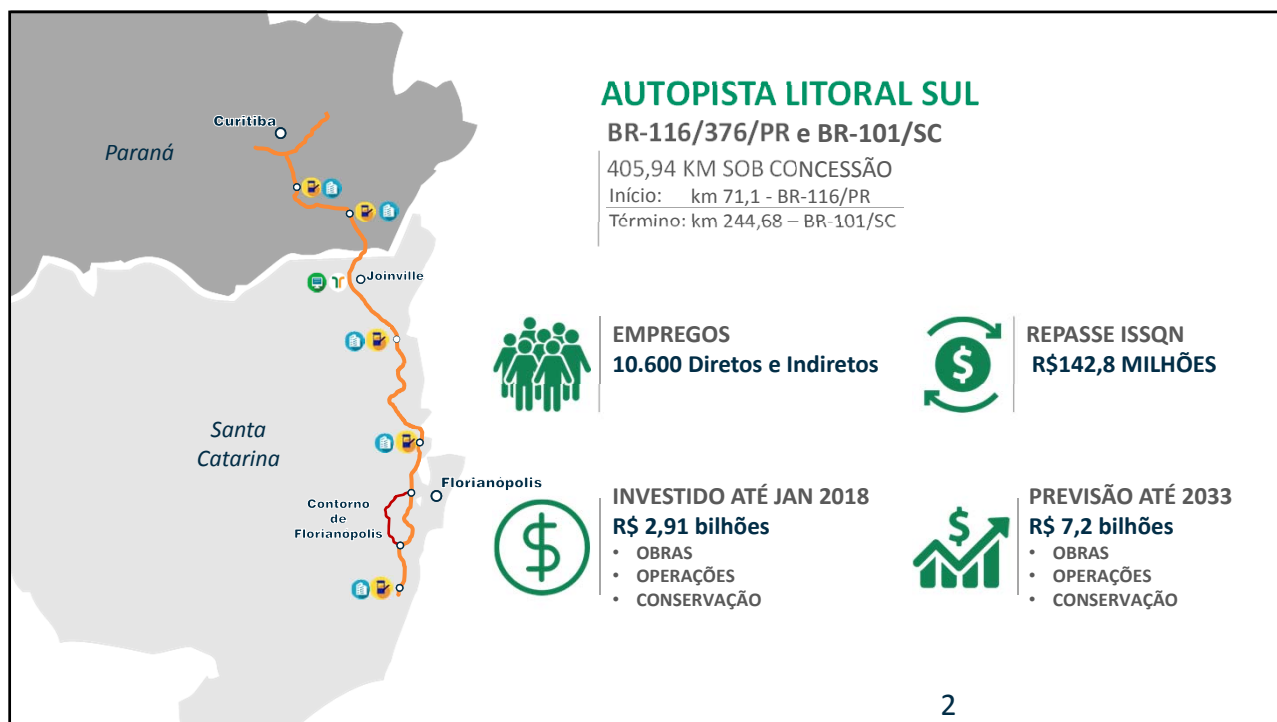 AUTOPISTA LITORAL SUL
BR-116/376/PR e BR-101/SC
405,94 KM SOB CONCESSÃO
Início: km 71,1 - BR-116/PR
Término: km 244,68 – BR-101/SC
Curitiba
Paraná
Joinville
Santa
Catarina
Florianópolis
Contorno
de
Florianopolis
EMPREGOS
10.600 Diretos e Indiretos
REPASSE ISSQN
R$142,8 MILHÕES
INVESTIDO ATÉ JAN 2018
R$ 2,91 bilhões
• OBRAS
• OPERAÇÕES
• CONSERVAÇÃO
PREVISÃO ATÉ 2033
R$ 7,2 bilhões
• OBRAS
• OPERAÇÕES
• CONSERVAÇÃO
2